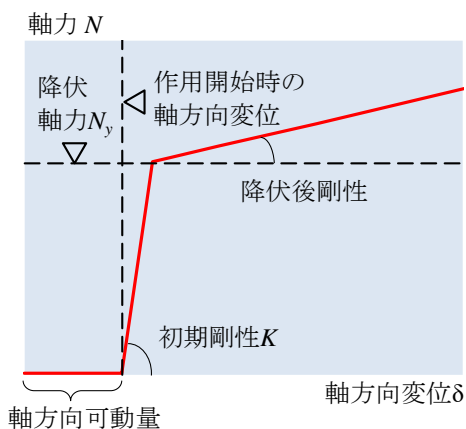 軸力 N
降伏
軸力Ny
作用開始時の
軸方向変位
降伏後剛性
初期剛性K
軸方向変位δ
軸方向可動量